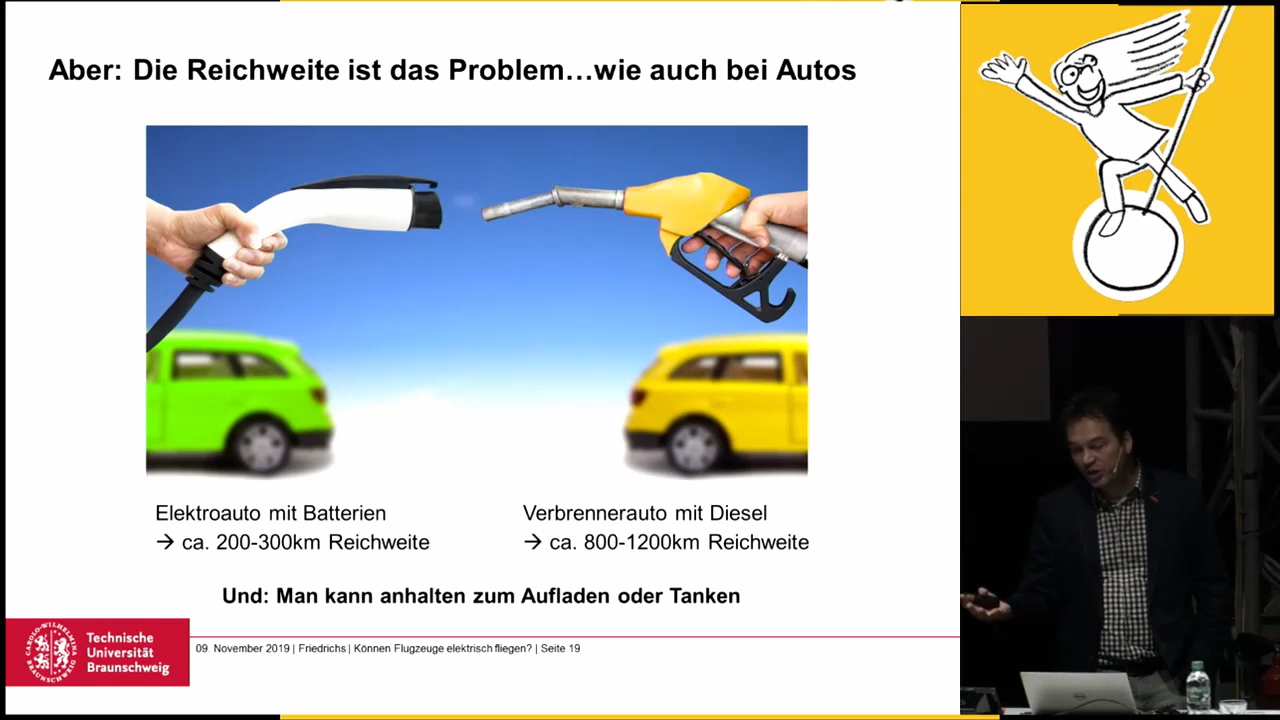 Aber: Die Reichweite ist das Problem…wie auch bei Autos
Elektroauto mit Batterien
→ ca. 200-300km Reichweite
Verbrennerauto mit Diesel
→ ca. 800-1200km Reichweite
Und: Man kann anhalten zum Aufladen oder Tanken
Technische
Universität
Braunschweig
09. November 2019 | Friedrichs | Können Flugzeuge elektrisch fliegen? | Seite 19